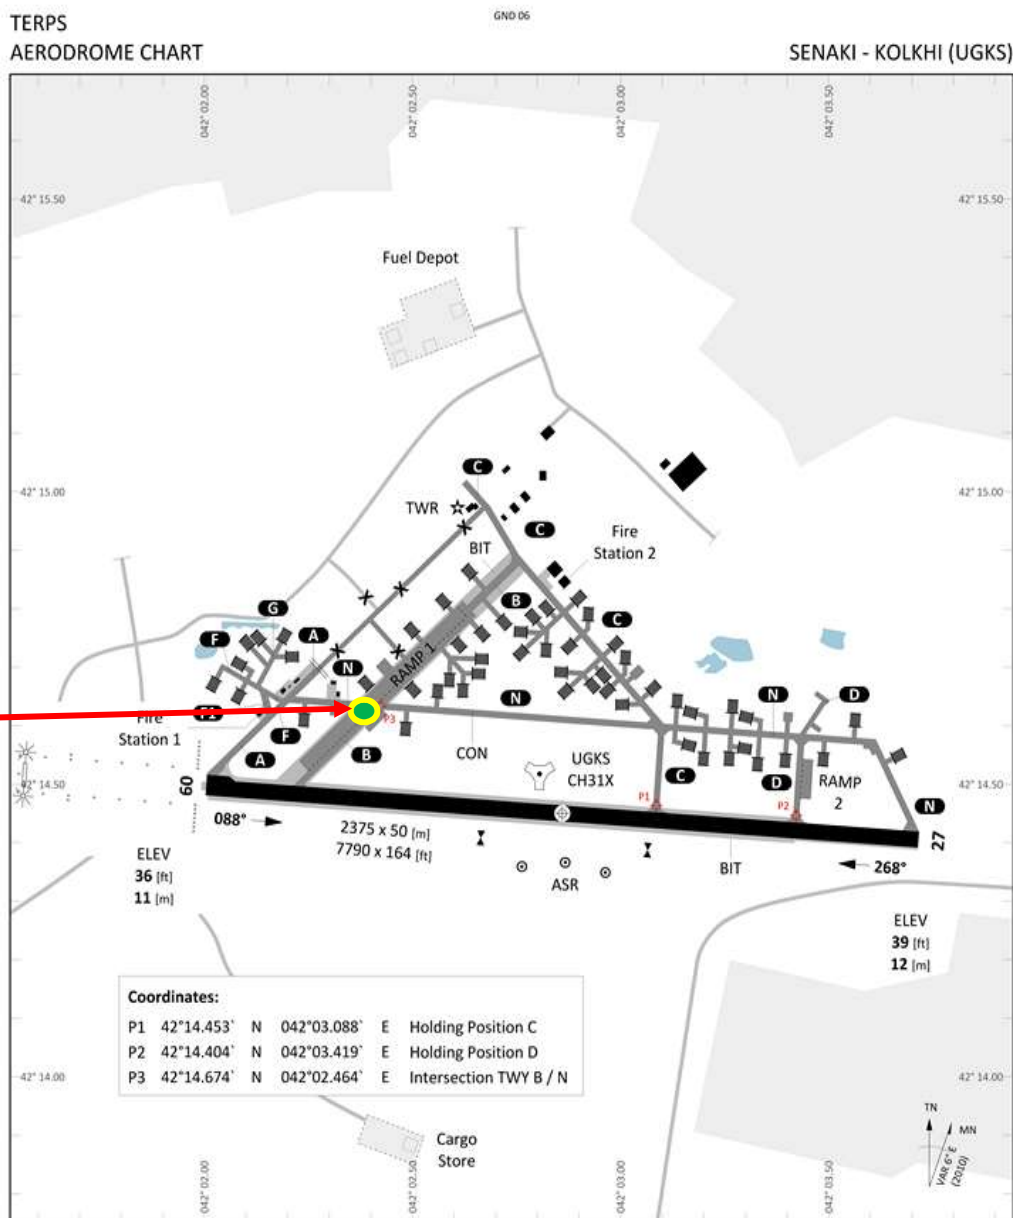 GND 06
TERPS
AERODROME CHART
SENAKI - KOLKHI (UGKS)
042° 02.00
042° 02.50
042° 03.00
042° 03.50
42° 15.50
42° 15.50
Fuel Depot
42° 15.00
42° 15.00
C
TWR
C
Fire
Station 2
BIT
G
B
A
F
C
N
RAMP 1
N
N
D
P3
Fire
Station 1
F
B
CON
UGKS
CH31X
A
C
D
RAMP
2
42° 14.50
P1
P2
N
09
088°
2375 x 50 [m]
7790 x 164 [ft]
27
BIT
268°
ASR
ELEV
36 [ft]
11 [m]
ELEV
39 [ft]
12 [m]
Coordinates:
P1 42°14.453` N 042°03.088` E Holding Position C
P2 42°14.404` N 042°03.419` E Holding Position D
P3 42°14.674` N 042°02.464` E Intersection TWY B / N
42° 14.00
42° 14.00
Cargo
Store
TN
MN
VAR 6° E
(2010)
042° 02.00
042° 02.50
042° 03.00
042° 03.50